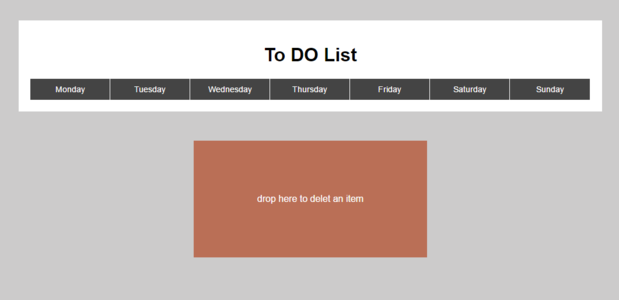 To DO List
Monday Tuesday Wednesday Thursday Friday Saturday Sunday
drop here to delet an item